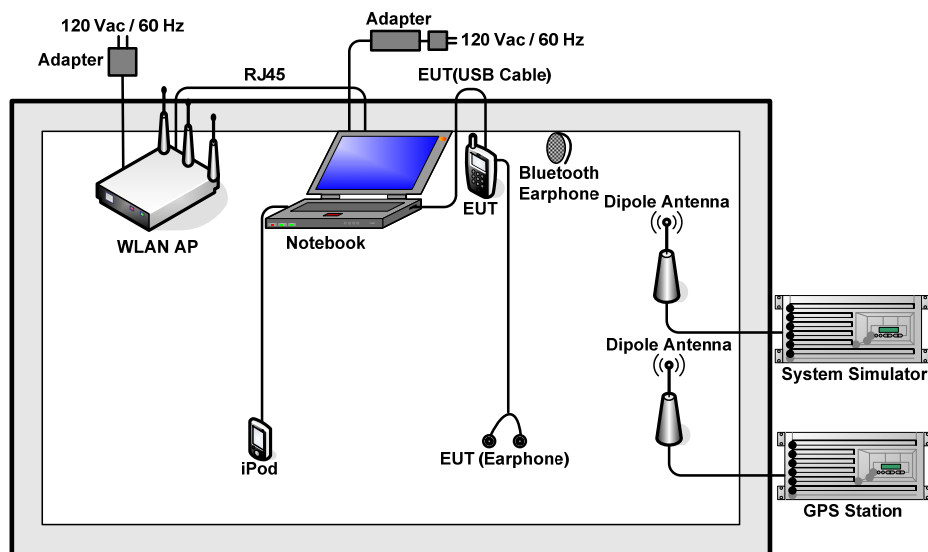 Adapter
120 Vac / 60 Hz
120 Vac / 60 Hz
Adapter
RJ45
EUT(USB Cable)
Bluetooth
Earphone
EUT
Dipole Antenna
WLAN AP
Notebook
Dipole Antenna
System Simulator
iPod
EUT (Earphone)
GPS Station